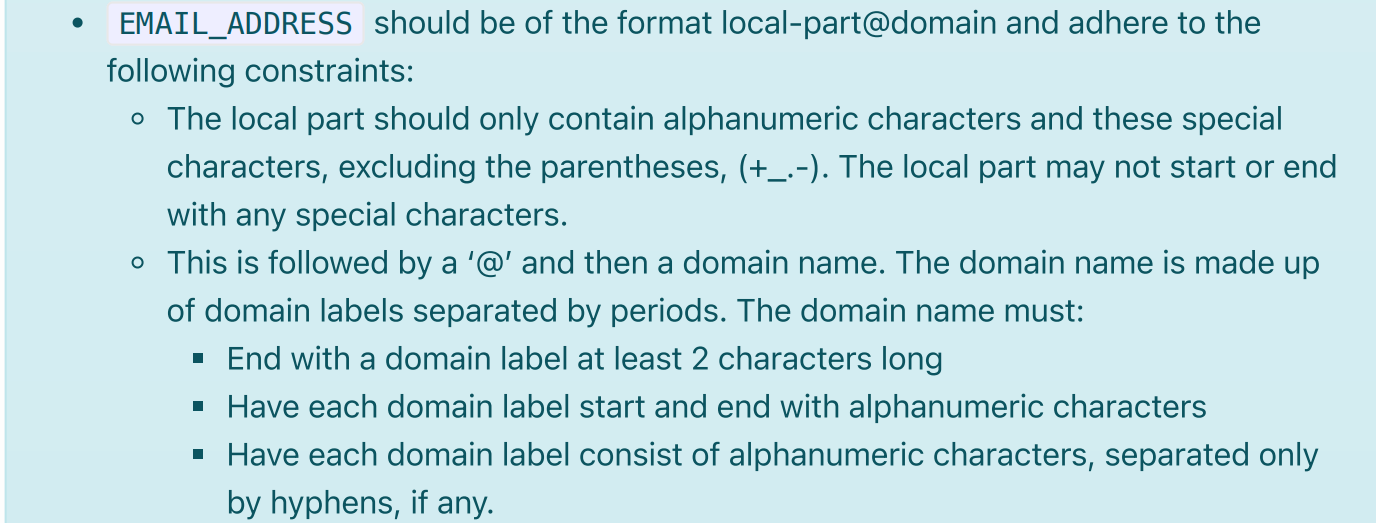 • EMAIL_ADDRESS should be of the format local-part@domain and adhere to the
following constraints:
◦ The local part should only contain alphanumeric characters and these special
characters, excluding the parentheses, (+_.-). The local part may not start or end
with any special characters.
◦ This is followed by a ‘@’ and then a domain name. The domain name is made up
of domain labels separated by periods. The domain name must:
▪ End with a domain label at least 2 characters long
▪ Have each domain label start and end with alphanumeric characters
▪ Have each domain label consist of alphanumeric characters, separated only
by hyphens, if any.